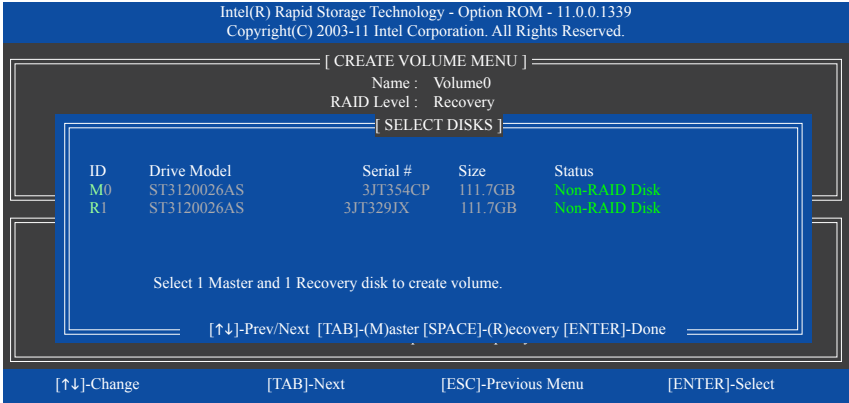 Intel(R) Rapid Storage Technology - Option ROM - 11.0.0.1339
Copyright(C) 2003-11 Intel Corporation. All Rights Reserved.
[ CREATE VOLUME MENU ]
Name : Volume0
RAID Level : Recovery
[ SELECT DISKS ]
ID Drive Model Serial # Size Status
M0 ST3120026AS 3JT354CP 111.7GB Non-RAID Disk
R1 ST3120026AS 3JT329JX 111.7GB Non-RAID Disk
Select 1 Master and 1 Recovery disk to create volume.
[↑↓]-Prev/Next [TAB]-(M)aster [SPACE]-(R)ecovery [ENTER]-Done
[↑↓]-Change [TAB]-Next [ESC]-Previous Menu [ENTER]-Select